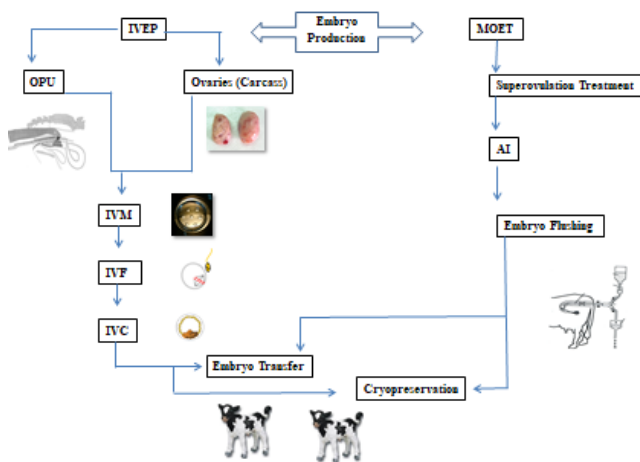 IVEP
Embryo
Production
MOET
OPU
Ovaries (Carcass)
Superovulation Treatment
AI
IVM
Embryo Flushing
IVF
IVC
Embryo Transfer
Cryopreservation